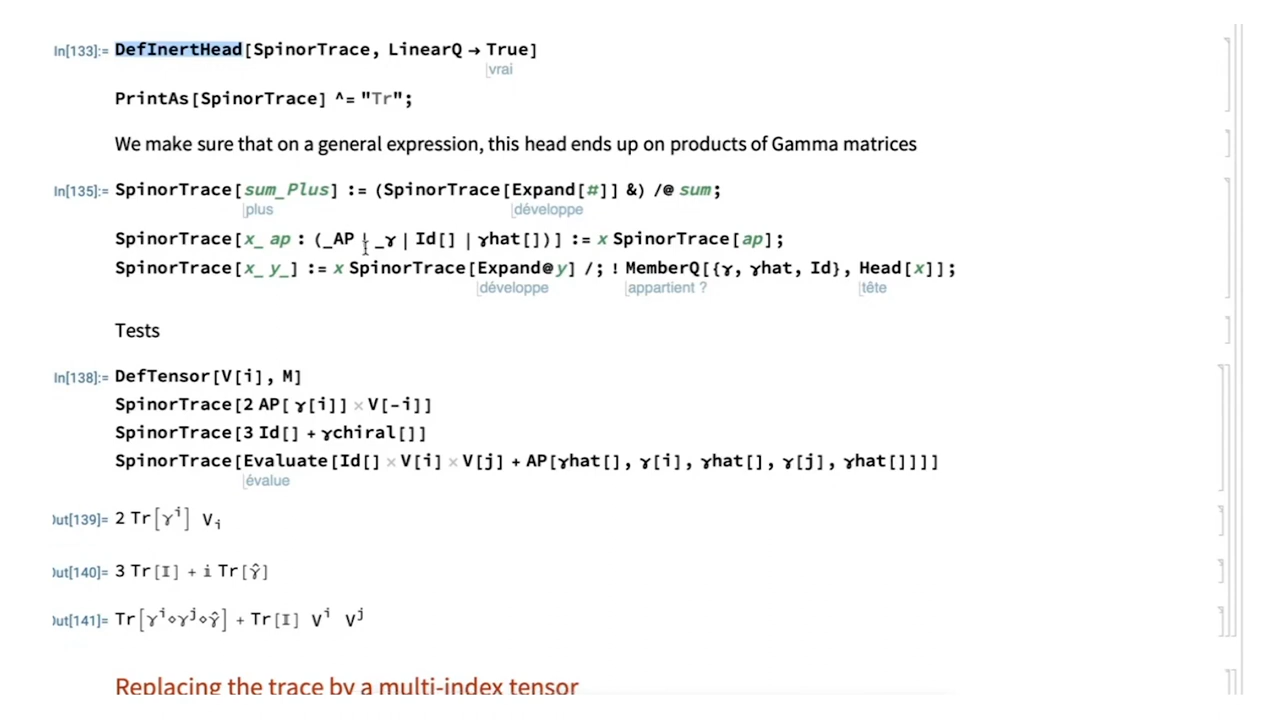 In[133]:= DefInertHead[SpinorTrace, LinearQ → True]
vrai
PrintAs[SpinorTrace] ^= "Tr";
We make sure that on a general expression, this head ends up on products of Gamma matrices
In[135]:= SpinorTrace[sum_Plus] := (SpinorTrace[Expand[#]] &) /@ sum;
plus développe
SpinorTrace[x_ ap : (_AP | _γ | Id[] | γhat[])] := x SpinorTrace[ap];
SpinorTrace[x_ y_] := x SpinorTrace[Expand@y] /; ! MemberQ[{γ, γhat, Id}, Head[x]];
développe appartient ? tête
Tests
In[138]:= DefTensor[V[i], M]
SpinorTrace[2 AP[ γ[i]] × V[-i]]
SpinorTrace[3 Id[] + γchiral[]]
SpinorTrace[Evaluate[Id[] × V[i] × V[j] + AP[γhat[], γ[i], γhat[], γ[j], γhat[]]]]
évalue
Out[139]= 2 Tr[γⁱ] Vᵢ
Out[140]= 3 Tr[𝕀] + ⅈ Tr[γ̂]
Out[141]= Tr[γⁱ⋄γʲ⋄γ̂] + Tr[𝕀] Vⁱ Vʲ
Replacing the trace by a multi-index tensor